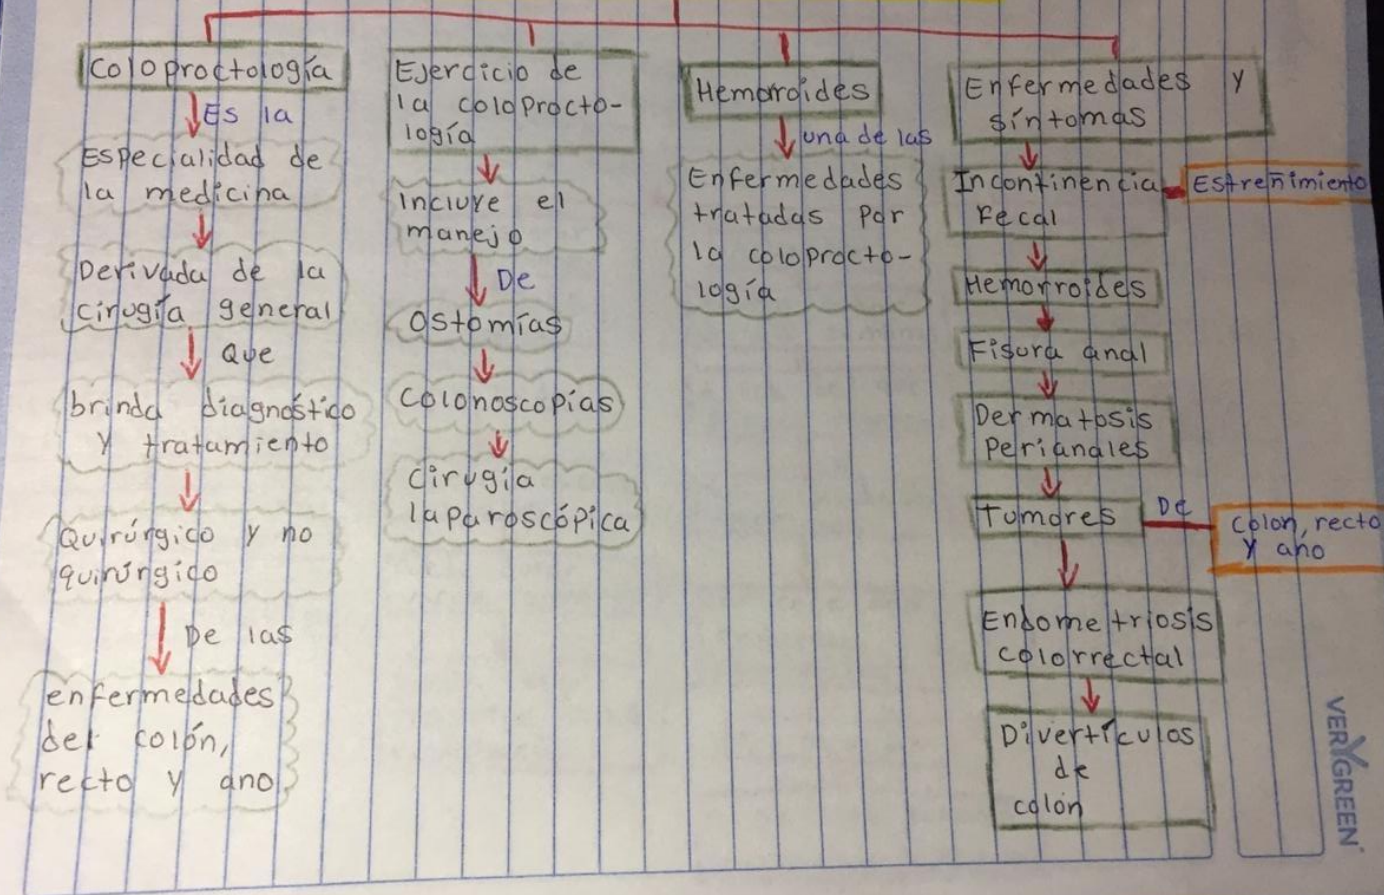 Coloproctología
Es la
Especialidad de
la medicina
Derivada de la
cirugía general
Que
brinda diagnóstico
y tratamiento
Quirúrgico y no
quirúrgico
De las
enfermedades
del colón,
recto y ano
Ejercicio de
la coloprocto-
logía
Incluye el
manejo
De
Ostomías
Colonoscopías
Cirugía
laparoscópica
Hemorroides
una de las
Enfermedades
tratadas por
la coloprocto-
logía
Enfermedades y
síntomas
Incontinencia
Fecal
Estreñimiento
Hemorroides
Fisura anal
Dermatosis
Perianales
Tumores
De
colon, recto
y ano
Endometriosis
colorrectal
Divertículos
de
colón
VERYGREEN